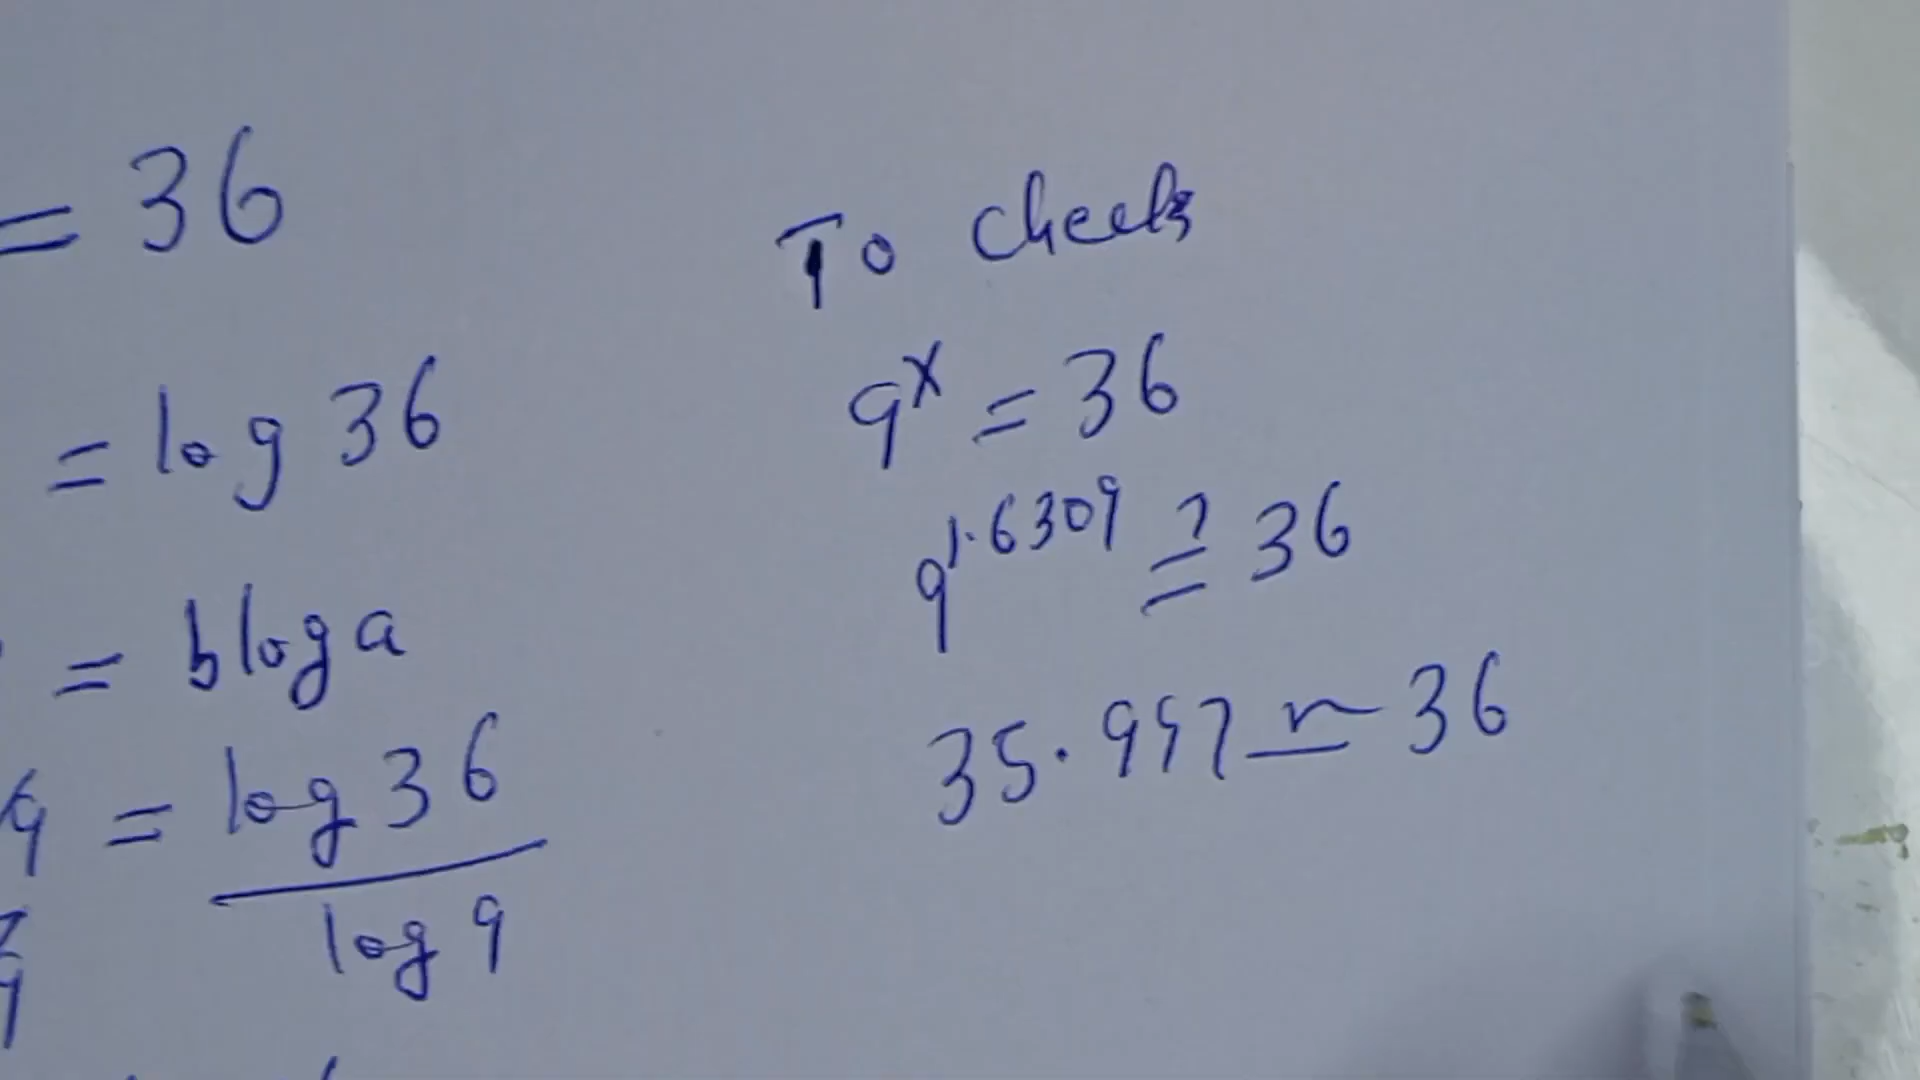 = 36
= log 36
= b log a
9 = log 36
log 9
To check
9^x = 36
9^1.6309 ?= 36
35.997 ≃ 36